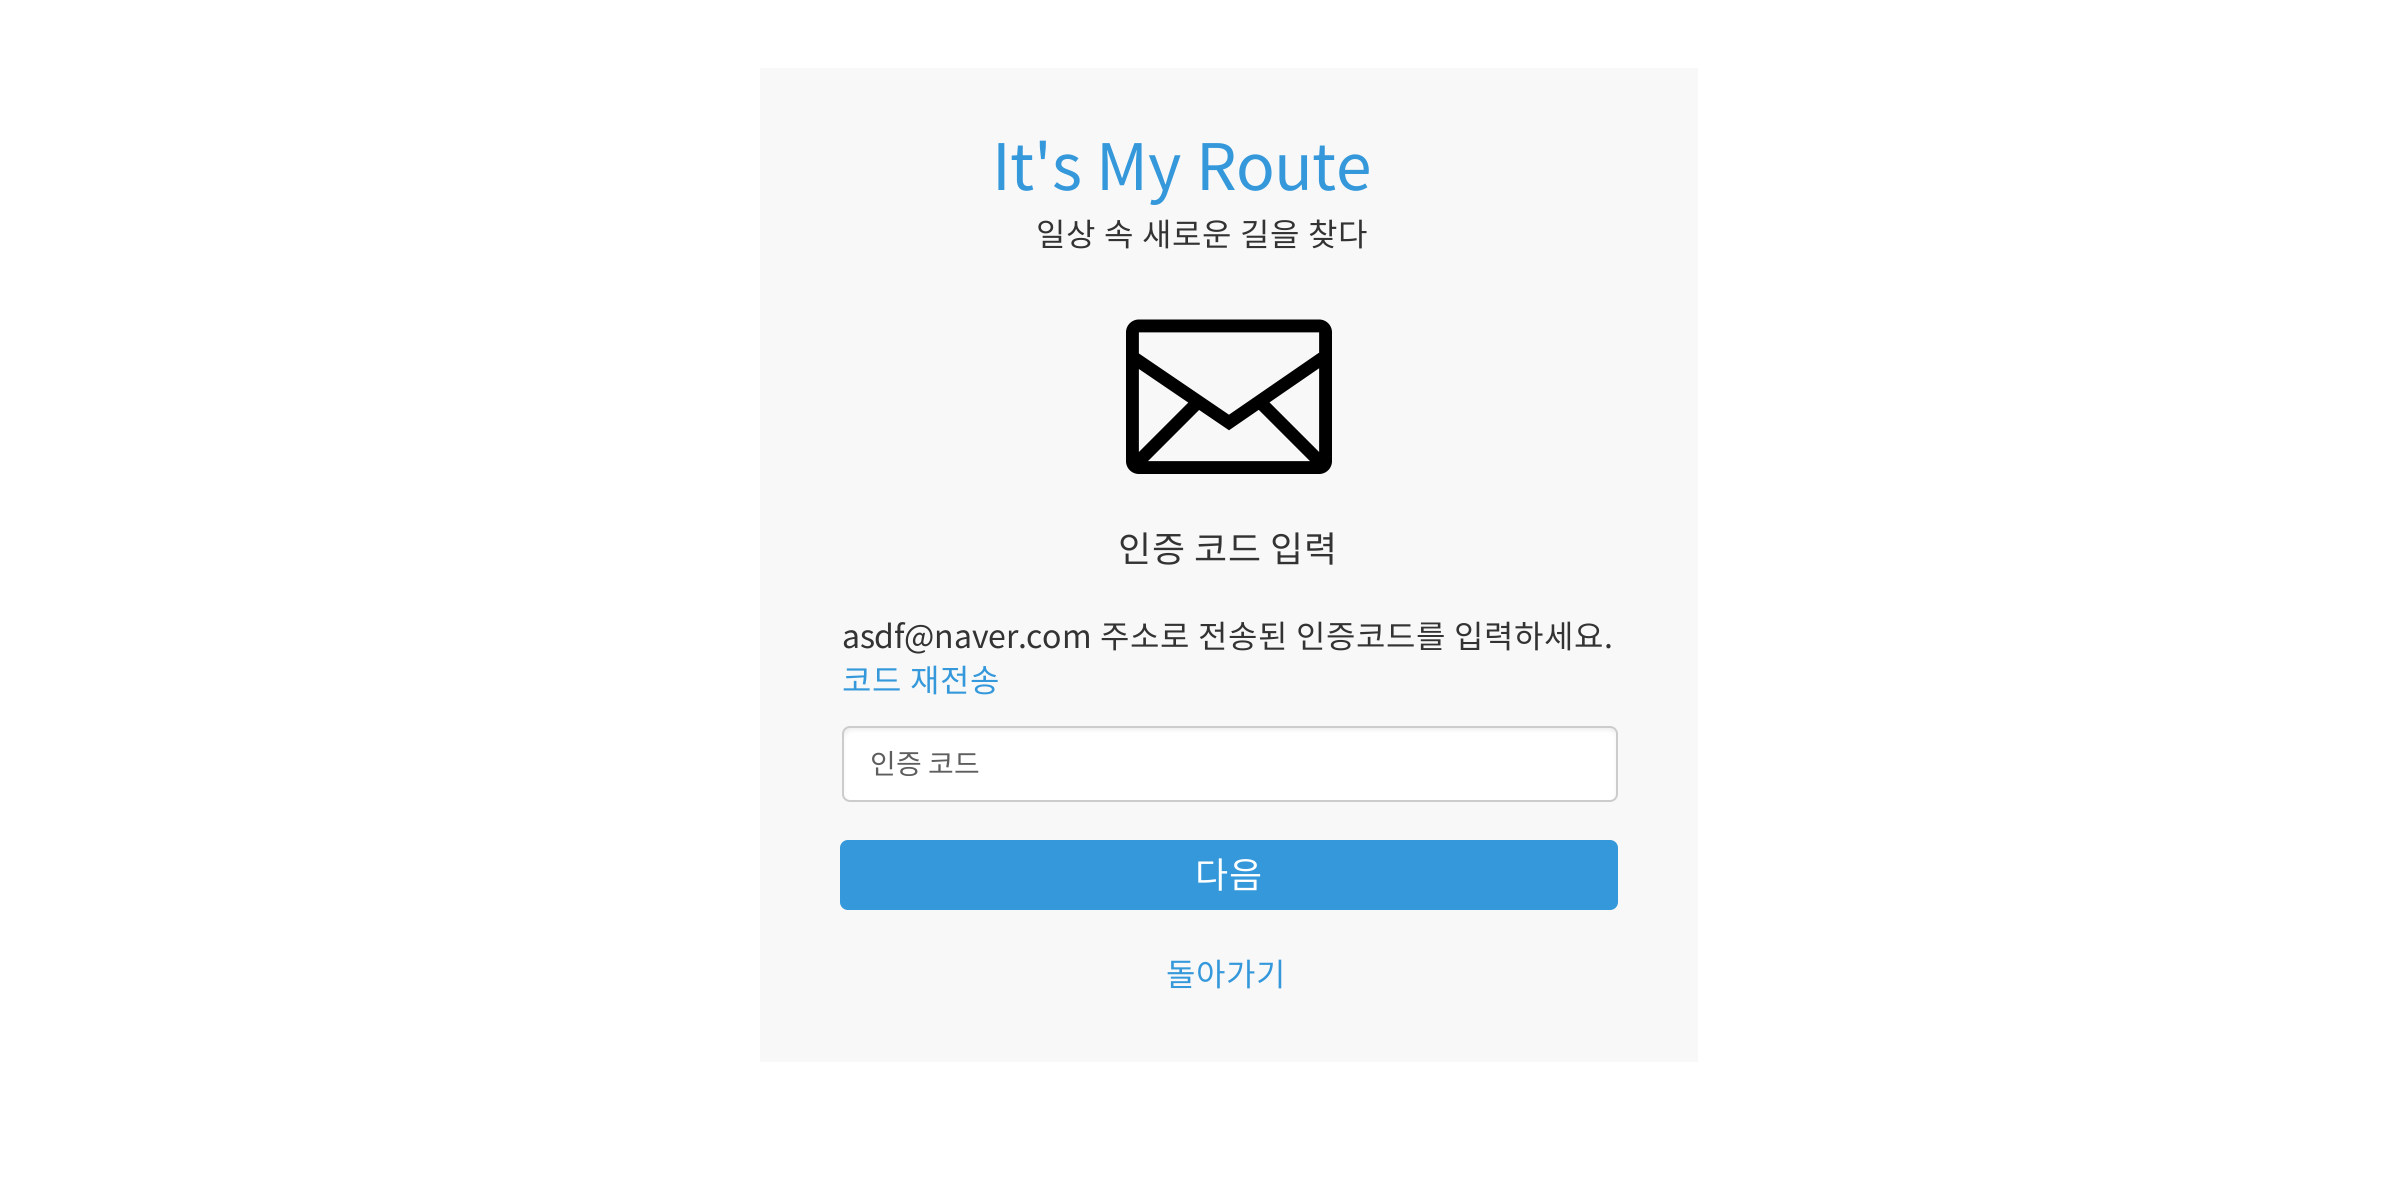 It's My Route
일상 속 새로운 길을 찾다
인증 코드 입력
asdf@naver.com 주소로 전송된 인증코드를 입력하세요.
코드 재전송
인증 코드
다음
돌아가기